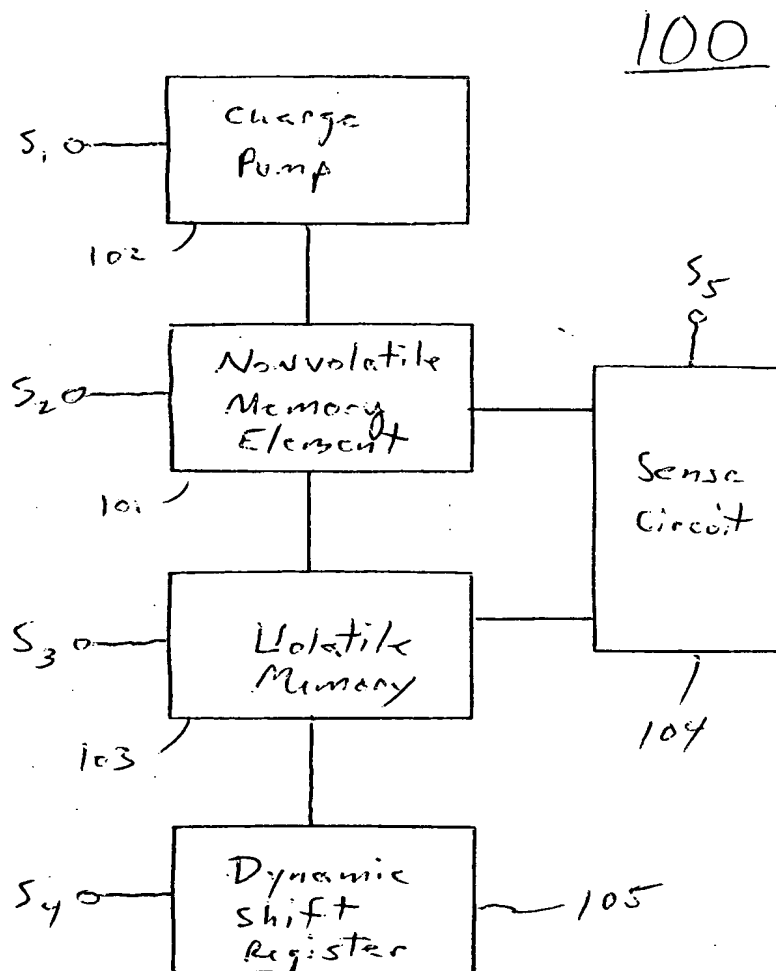 100
Charge
Pump
S1
102
Nonvolatile
Memory
Element
S2
101
S5
Sense
Circuit
104
Volatile
Memory
S3
103
Dynamic
Shift
Register
S4
105